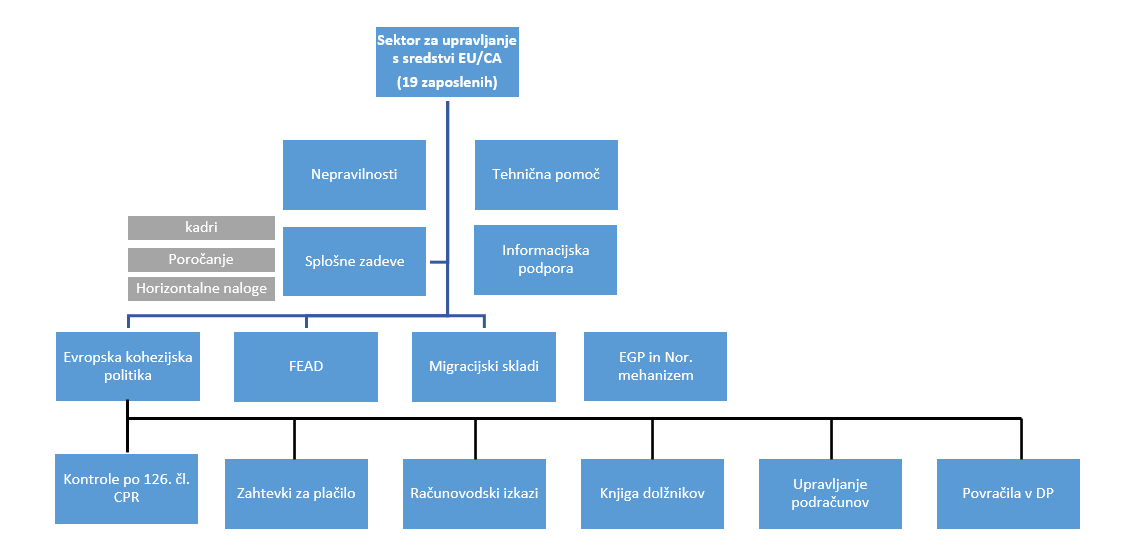 Sektor za upravljanje
s sredstvi EU/CA
(19 zaposlenih)
Nepravilnosti
Tehnična pomoč
kadri
Poročanje
Horizontalne naloge
Splošne zadeve
Informacijska
podpora
Evropska kohezijska
politika
FEAD
Migracijski skladi
EGP in Nor.
mehanizem
Kontrole po 126. čl.
CPR
Zahtevki za plačilo
Računovodski izkazi
Knjiga dolžnikov
Upravljanje
podračunov
Povračila v DP